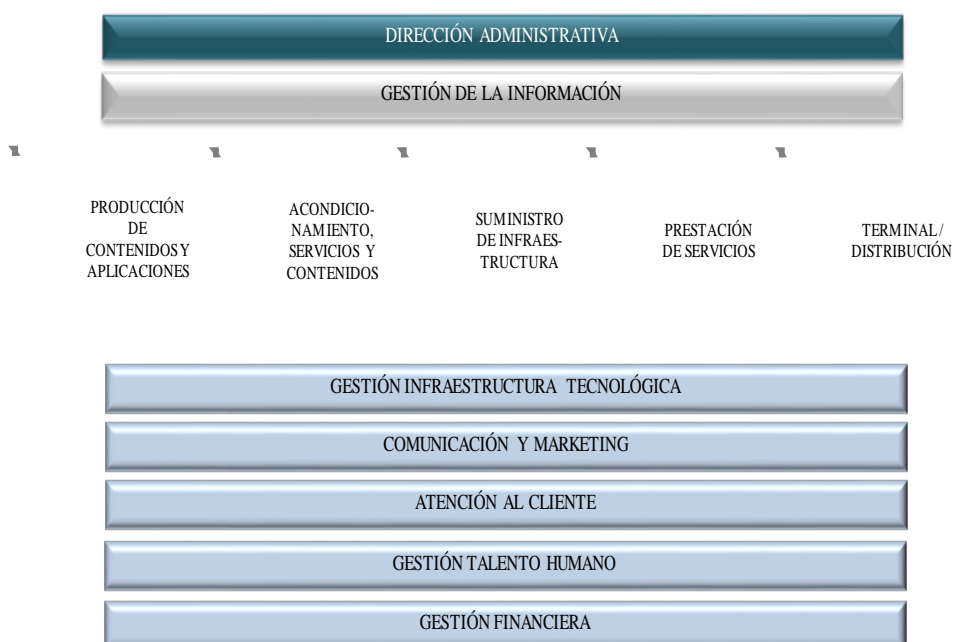 DIRECCIÓN ADMINISTRATIVA
GESTIÓN DE LA INFORMACIÓN
PRODUCCIÓN
DE
CONTENIDOS Y
APLICACIONES
ACONDICIO-
NAMIENTO,
SERVICIOS Y
CONTENIDOS
SUMINISTRO
DE INFRAES-
TRUCTURA
PRESTACIÓN
DE SERVICIOS
TERMINAL/
DISTRIBUCIÓN
GESTIÓN INFRAESTRUCTURA TECNOLÓGICA
COMUNICACIÓN Y MARKETING
ATENCIÓN AL CLIENTE
GESTIÓN TALENTO HUMANO
GESTIÓN FINANCIERA